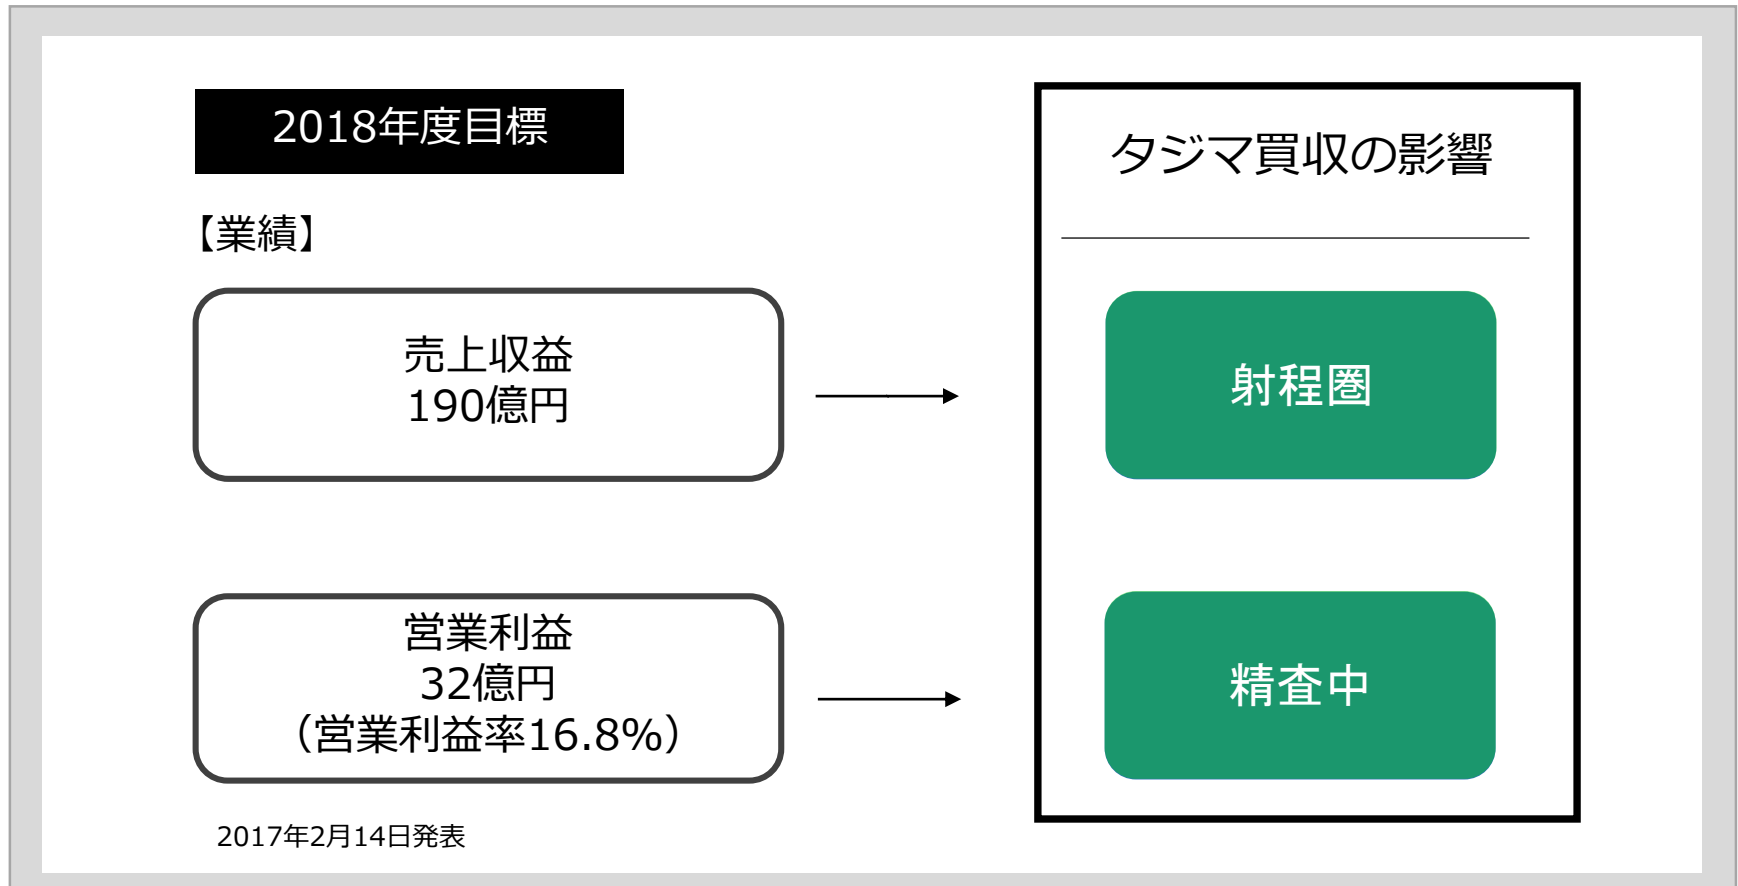 2018年度目標
【業績】
売上収益
190億円
営業利益
32億円
（営業利益率16.8%）
2017年2月14日発表
タジマ買収の影響
射程圏
精査中